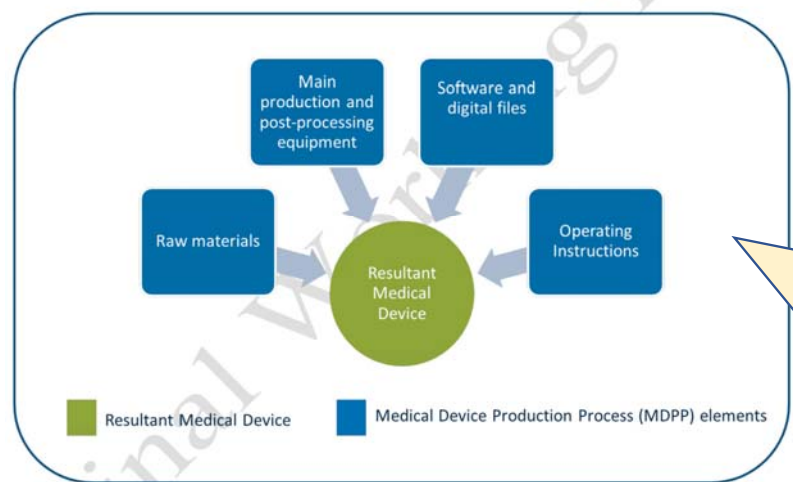 Main
production and
post-processing
equipment
Software and
digital files
Raw materials
Operating
Instructions
Resultant
Medical
Device
Resultant Medical Device
Medical Device Production Process (MDPP) elements